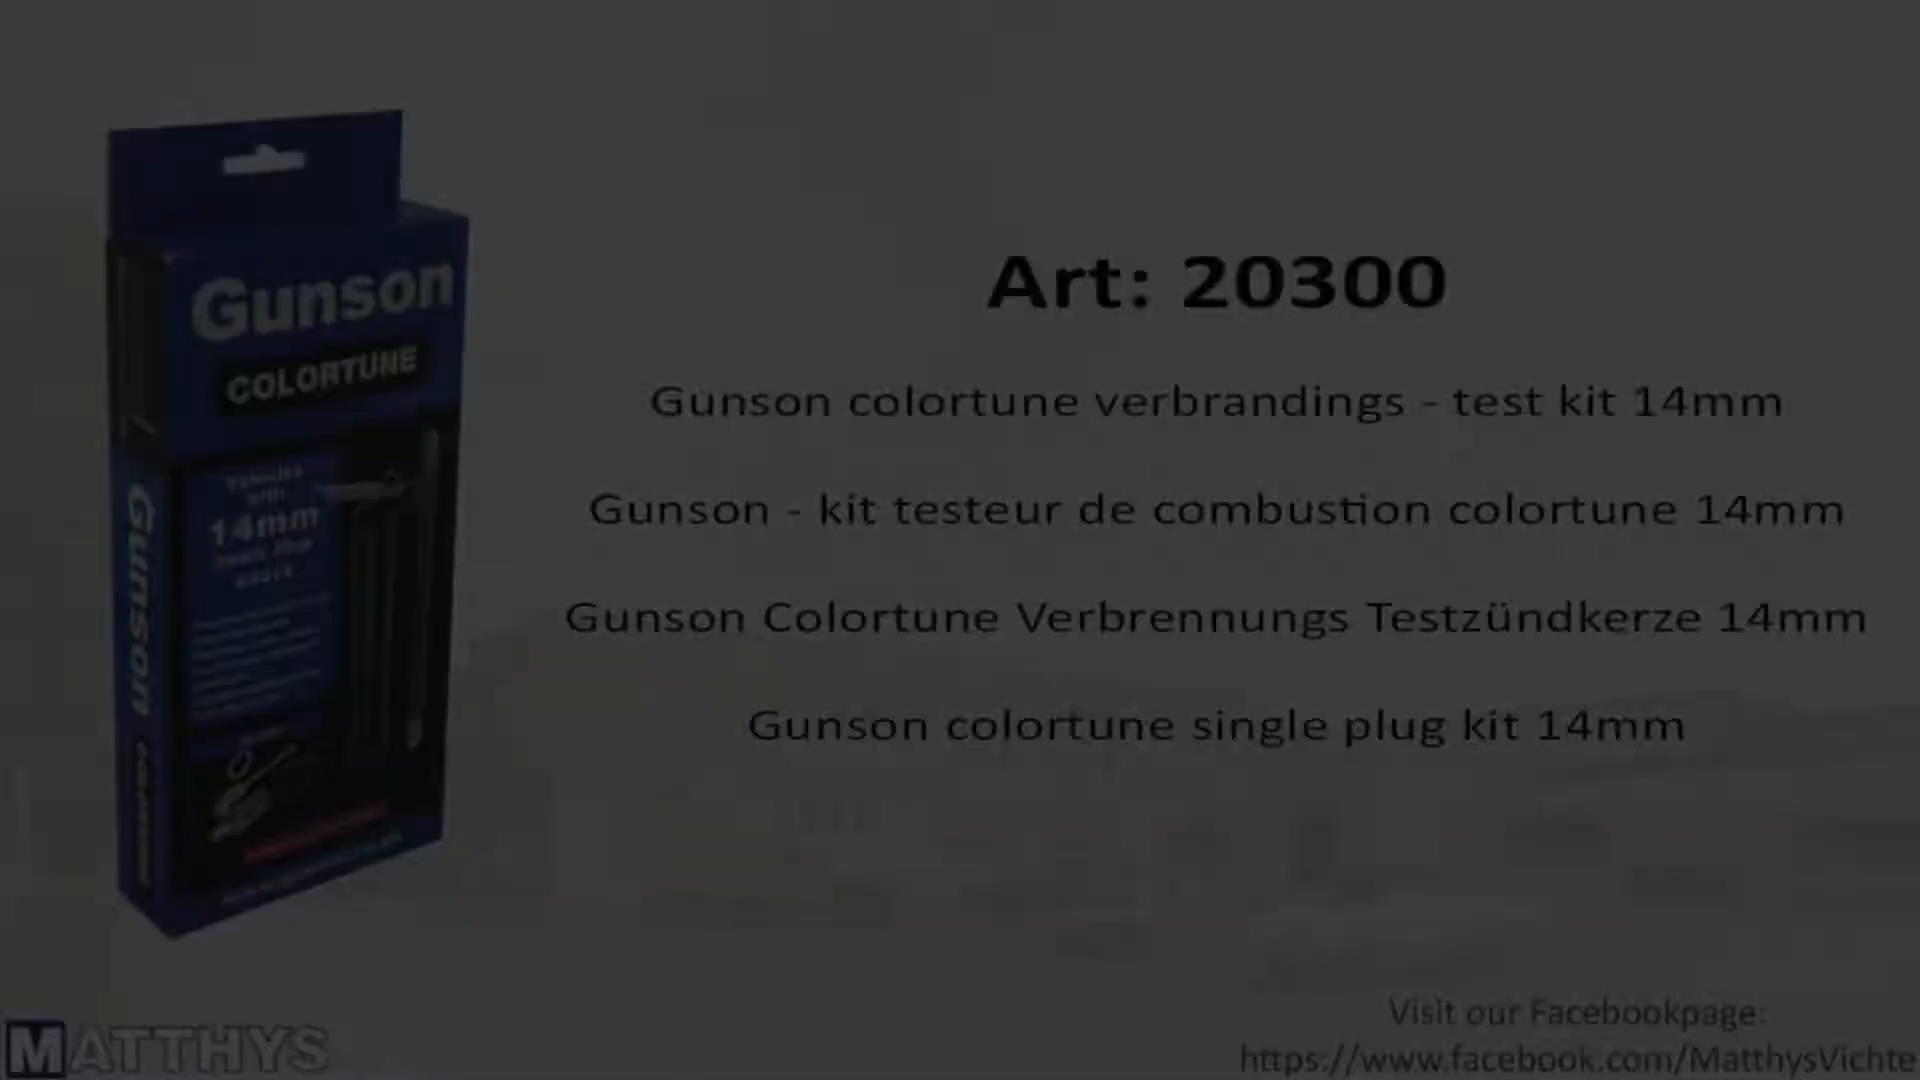 Gunson
COLORTUNE
14mm
Gunson
Art: 20300
Gunson colortune verbrandings - test kit 14mm
Gunson - kit testeur de combustion colortune 14mm
Gunson Colortune Verbrennungs Testzündkerze 14mm
Gunson colortune single plug kit 14mm
MATTHYS
Visit our Facebookpage:
https://www.facebook.com/MatthysVichte